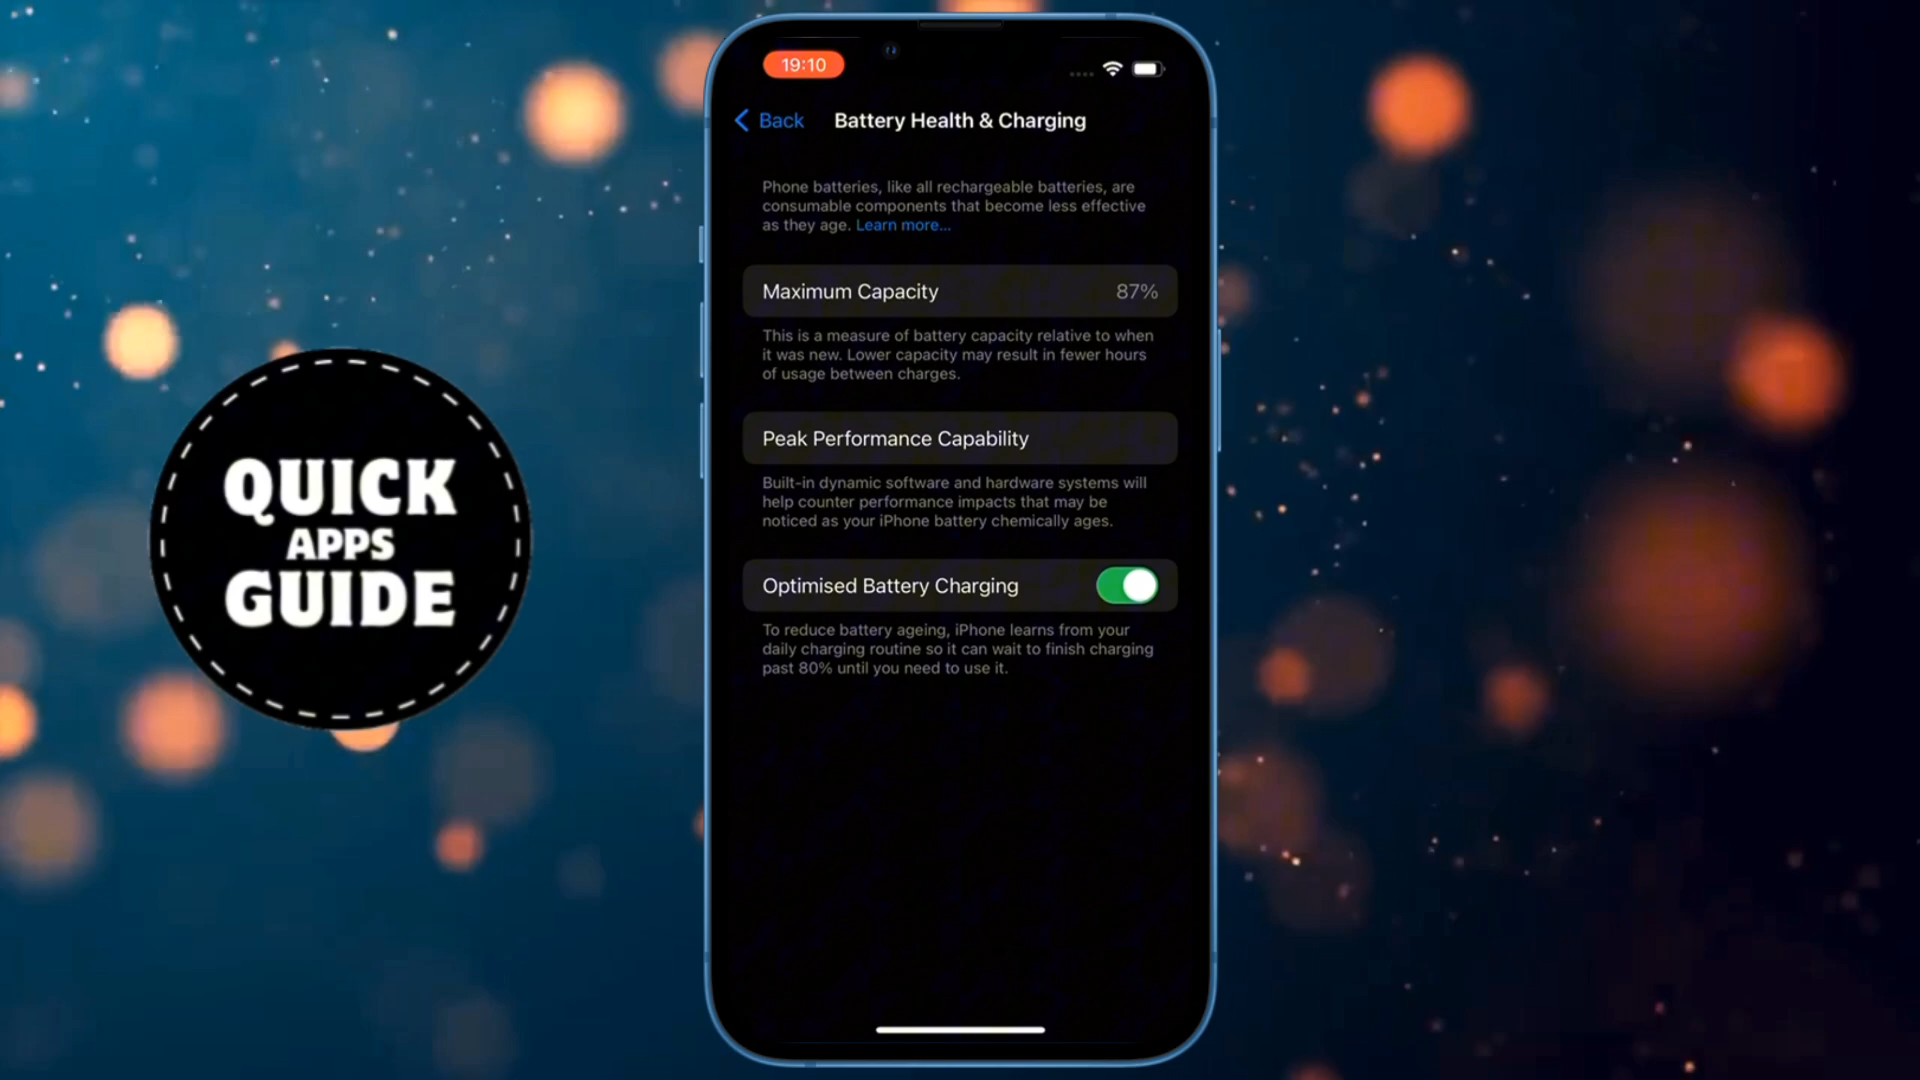 QUICK
APPS
GUIDE
19:10
Back
Battery Health & Charging
Phone batteries, like all rechargeable batteries, are
consumable components that become less effective
as they age. Learn more...
Maximum Capacity 87%
This is a measure of battery capacity relative to when
it was new. Lower capacity may result in fewer hours
of usage between charges.
Peak Performance Capability
Built-in dynamic software and hardware systems will
help counter performance impacts that may be
noticed as your iPhone battery chemically ages.
Optimised Battery Charging
To reduce battery ageing, iPhone learns from your
daily charging routine so it can wait to finish charging
past 80% until you need to use it.